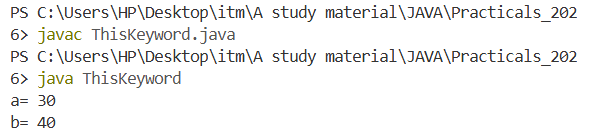 PS C:\Users\HP\Desktop\itm\A study material\JAVA\Practicals_202
6> javac ThisKeyword.java
PS C:\Users\HP\Desktop\itm\A study material\JAVA\Practicals_202
6> java ThisKeyword
a= 30
b= 40